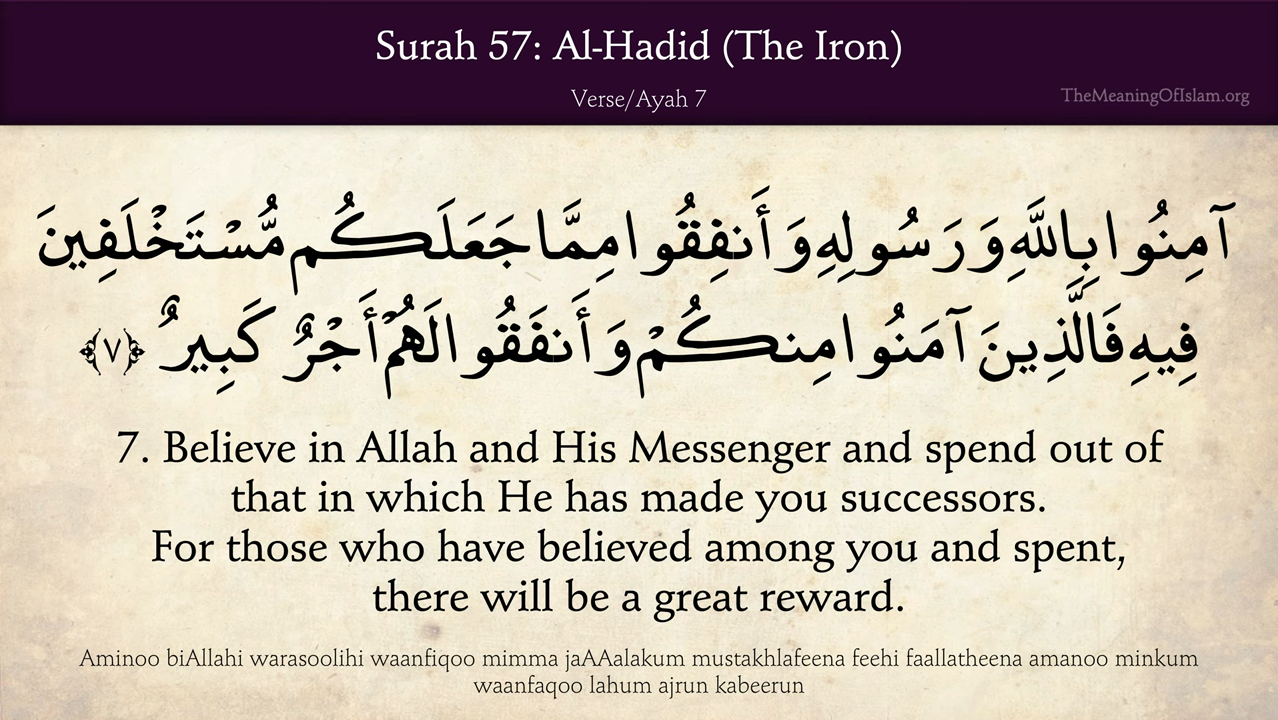 Surah 57: Al-Hadid (The Iron)
Verse/Ayah 7
TheMeaningOfIslam.org
آمِنُوا بِاللَّهِ وَرَسُولِهِ وَأَنفِقُوا مِمَّا جَعَلَكُم مُّسْتَخْلَفِينَ
فِيهِ فَالَّذِينَ آمَنُوا مِنكُمْ وَأَنفَقُوا لَهُمْ أَجْرٌ كَبِيرٌ ﴿٧﴾
7. Believe in Allah and His Messenger and spend out of
that in which He has made you successors.
For those who have believed among you and spent,
there will be a great reward.
Aminoo biAllahi warasoolihi waanfiqoo mimma jaAAalakum mustakhlafeena feehi faallatheena amanoo minkum
waanfaqoo lahum ajrun kabeerun